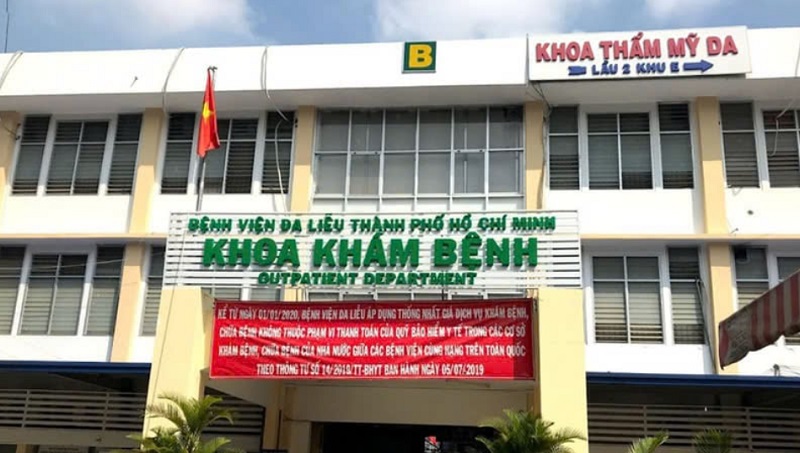 B
KHOA THẨM MỸ DA
LẦU 2 KHU E
BỆNH VIỆN DA LIỄU THÀNH PHỐ HỒ CHÍ MINH
KHOA KHÁM BỆNH
OUTPATIENT DEPARTMENT
KỂ TỪ NGÀY 01/01/2020, BỆNH VIỆN DA LIỄU ÁP DỤNG THỐNG NHẤT GIÁ DỊCH VỤ KHÁM BỆNH,
CHỮA BỆNH KHÔNG THUỘC PHẠM VI THANH TOÁN CỦA QUỸ BẢO HIỂM Y TẾ TRONG CÁC CƠ SỞ
KHÁM BỆNH, CHỮA BỆNH CỦA NHÀ NƯỚC GIỮA CÁC BỆNH VIỆN CÙNG HẠNG TRÊN TOÀN QUỐC
THEO THÔNG TƯ SỐ 14/2019/TT-BHYT BAN HÀNH NGÀY 05/07/2019